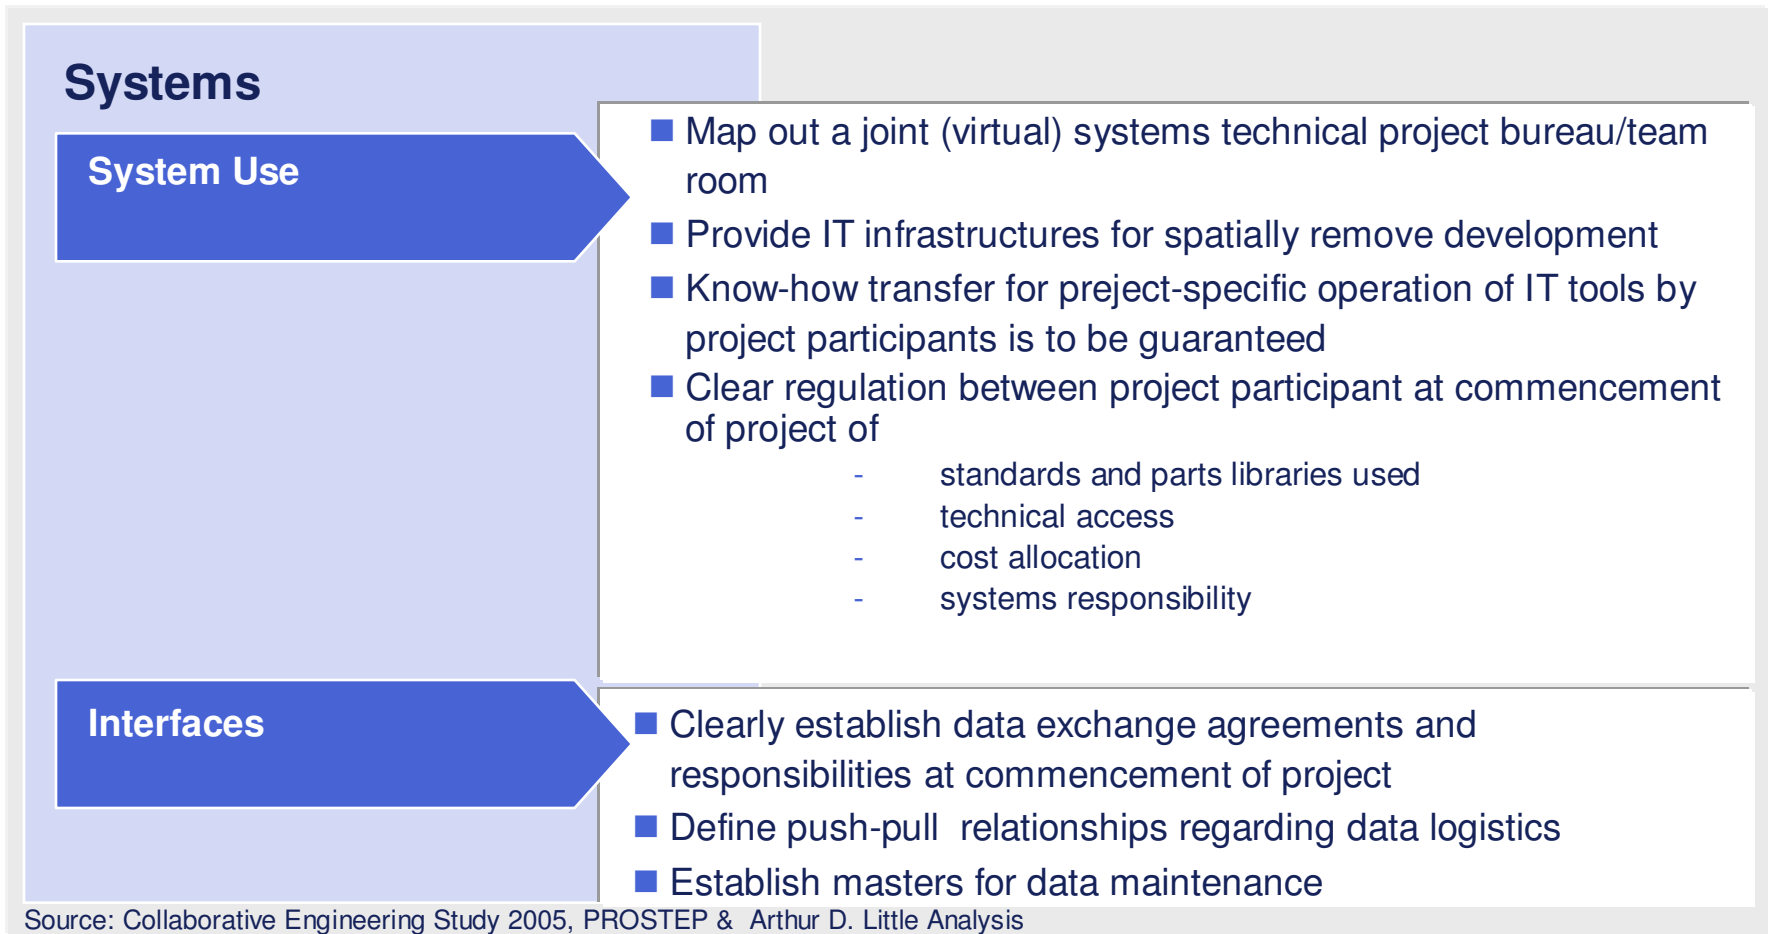 Systems
System Use
■ Map out a joint (virtual) systems technical project bureau/team
room
■ Provide IT infrastructures for spatially remove development
■ Know-how transfer for preject-specific operation of IT tools by
project participants is to be guaranteed
■ Clear regulation between project participant at commencement
of project of
- standards and parts libraries used
- technical access
- cost allocation
- systems responsibility
Interfaces
■ Clearly establish data exchange agreements and
responsibilities at commencement of project
■ Define push-pull  relationships regarding data logistics
■ Establish masters for data maintenance
Source: Collaborative Engineering Study 2005, PROSTEP &  Arthur D. Little Analysis